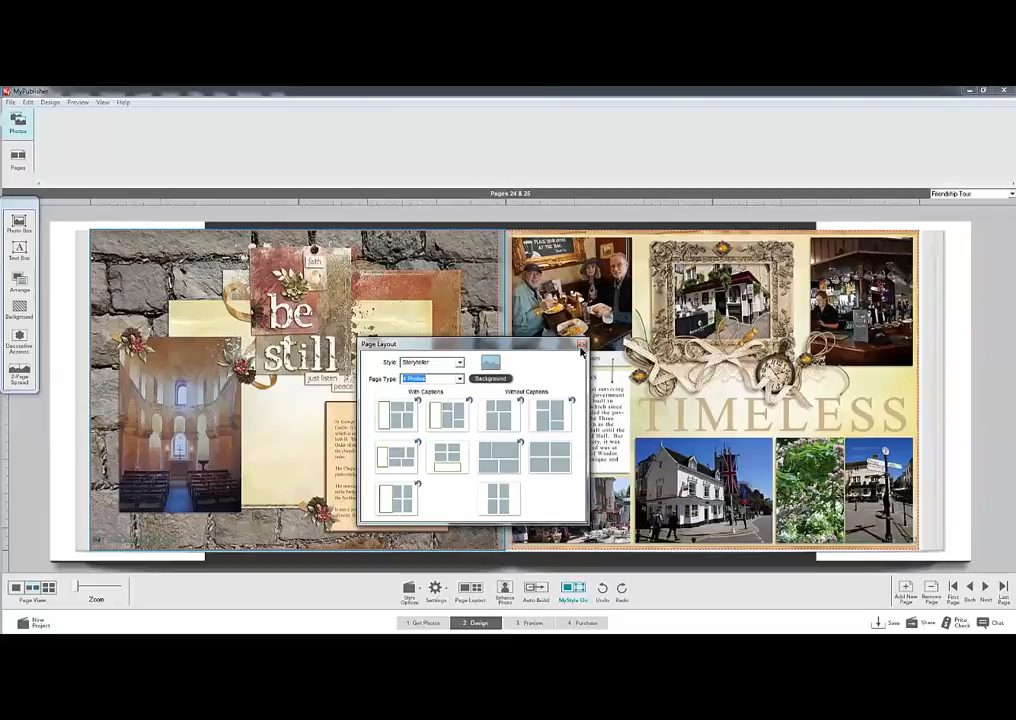 MyPublisher
File Edit Design Preview View Help
Photos
Pages
Pages 24 & 25
Friendship Tour
Photo Box
Text Box
Arrange
Background
Decorative Accents
2-Page Spread
faith
be
still
just listen
peace
TIMELESS
Page Layout
Style: Storyteller
Page Type: 4 Photos
Background
With Captions
Without Captions
Page View
Zoom
Style Options
Settings
Page Layout
Enhance Photo
Auto Build
MyStyle On
Undo
Redo
Add New Page
Remove Page
First Page
Back
Next
Last Page
New Project
1 Get Photos
2 Design
3 Preview
4 Purchase
Save
Share
Price Check
Chat